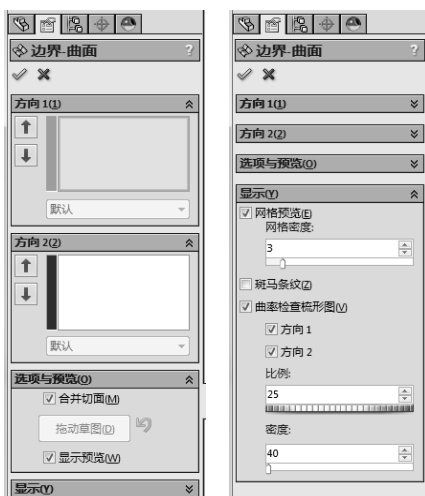 边界-曲面 ?
方向 1(1)
默认
方向 2(2)
默认
选项与预览(O)
合并切面(M)
拖动草图(D)
显示预览(W)
显示(Y)
边界-曲面 ?
方向 1(1)
方向 2(2)
选项与预览(O)
显示(Y)
网格预览(E)
网格密度:
3
斑马条纹(Z)
曲率检查梳形图(V)
方向 1
方向 2
比例:
25
密度:
40